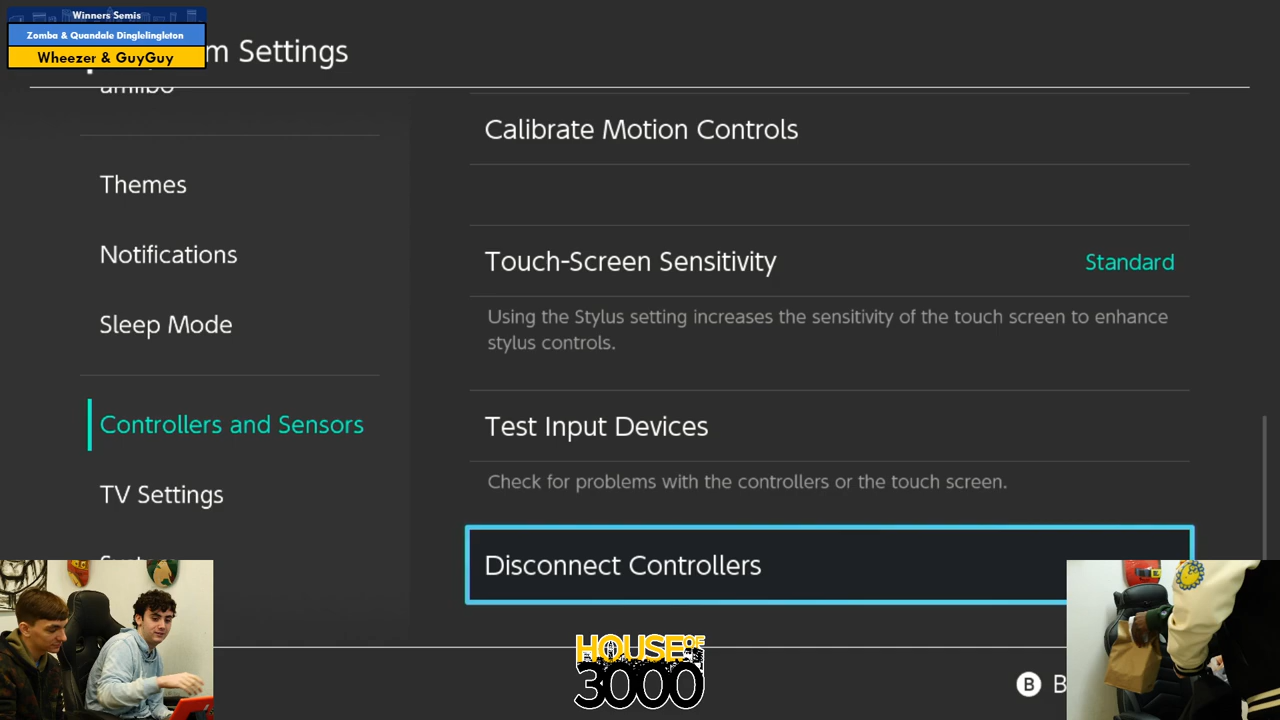 Winners Semis
Zomba & Quandale Dinglelingleton
Wheezer & GuyGuy
Settings
amiibo
Themes
Notifications
Sleep Mode
Controllers and Sensors
TV Settings
Calibrate Motion Controls
Touch-Screen Sensitivity Standard
Using the Stylus setting increases the sensitivity of the touch screen to enhance
stylus controls.
Test Input Devices
Check for problems with the controllers or the touch screen.
Disconnect Controllers
HOUSE OF
3000
B